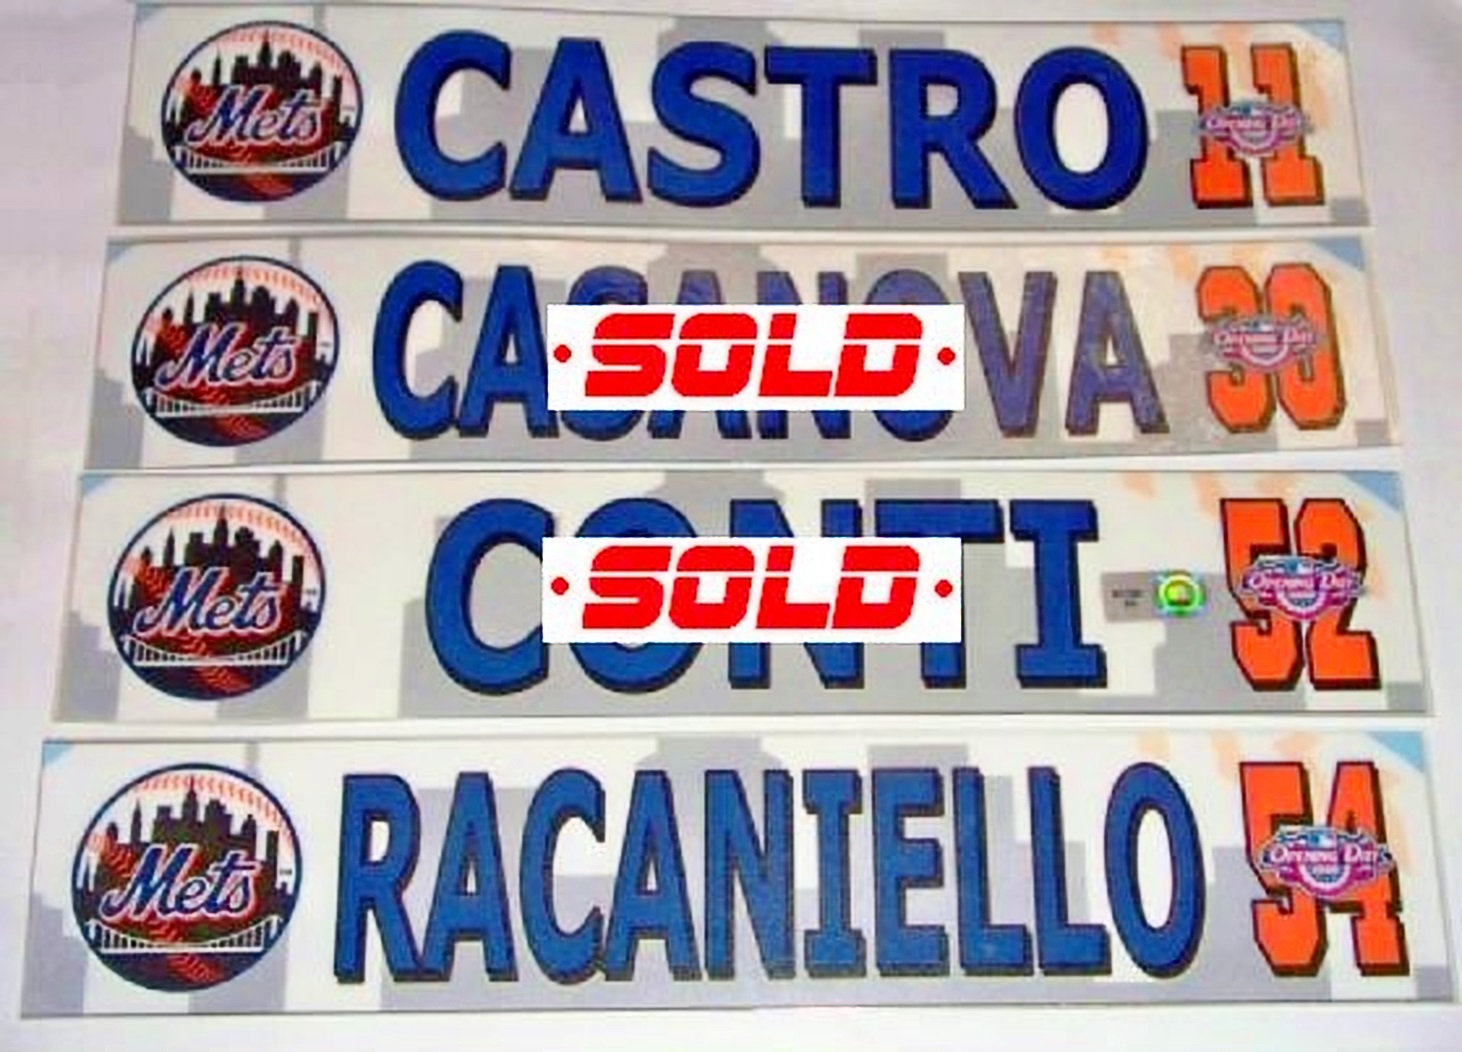 Mets CASTRO 11
OPENING DAY
Mets CASANOVA 30
OPENING DAY
SOLD
Mets CONTI 52
OPENING DAY
SOLD
Mets RACANIELLO 54
OPENING DAY